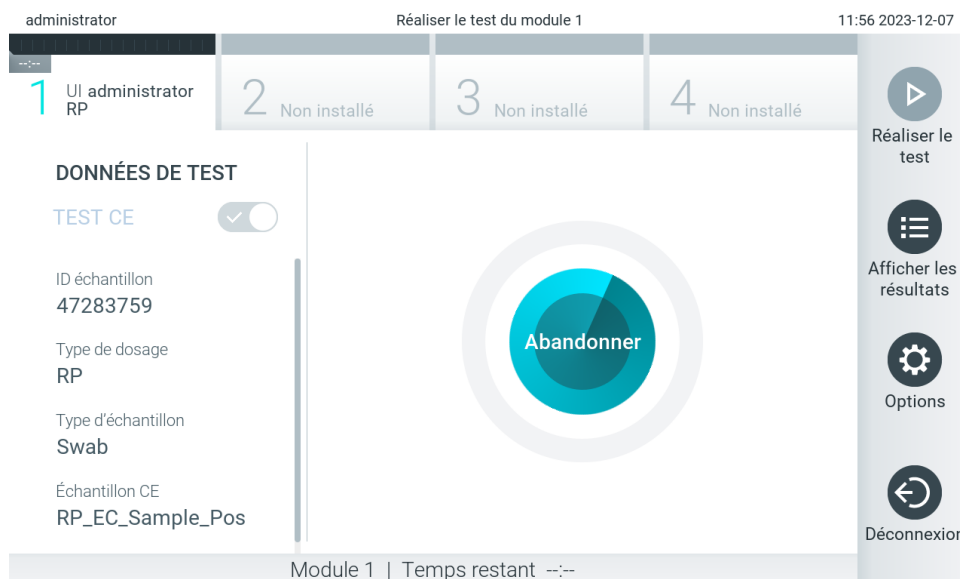 administrator
Réaliser le test du module 1
11:56 2023-12-07
--:--
1 UI administrator
RP
2 Non installé
3 Non installé
4 Non installé
Réaliser le
test
DONNÉES DE TEST
TEST CE
ID échantillon
47283759
Type de dosage
RP
Type d'échantillon
Swab
Échantillon CE
RP_EC_Sample_Pos
Abandonner
Afficher les
résultats
Options
Déconnexion
Module 1 | Temps restant --:--